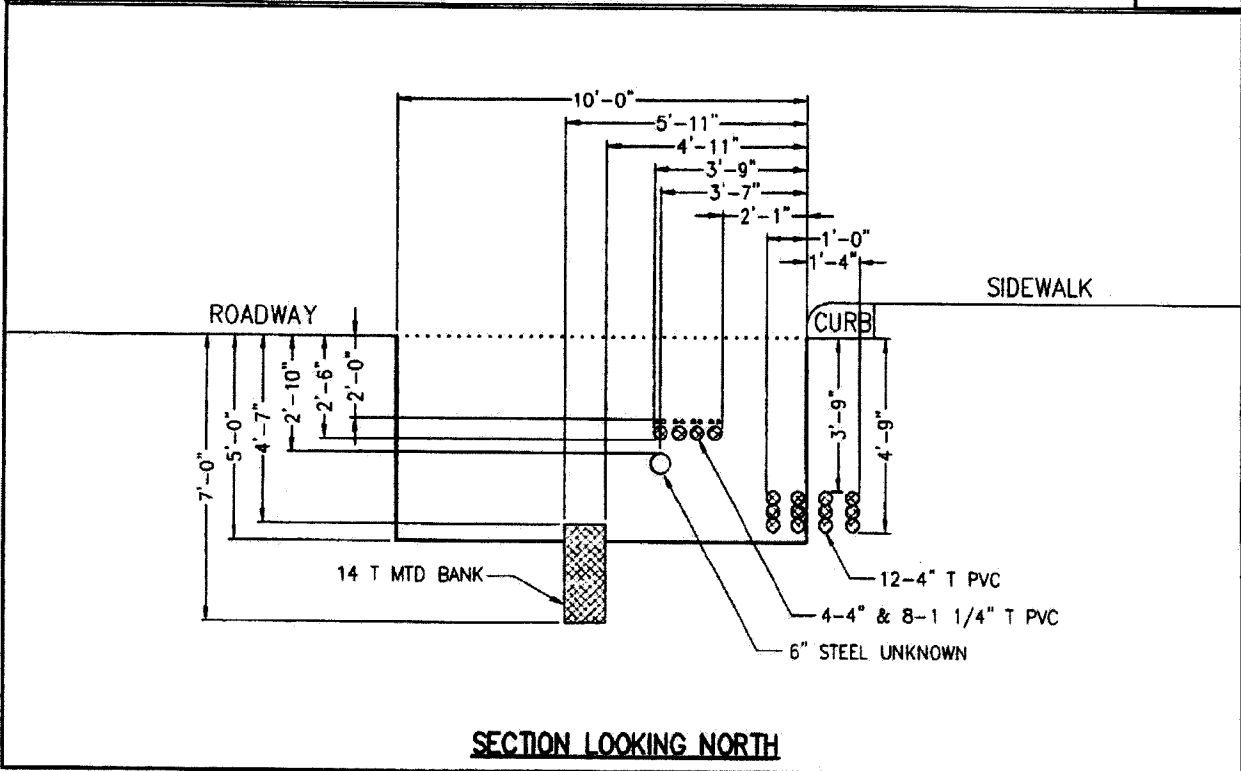 10'-0"
5'-11"
4'-11"
3'-9"
3'-7"
2'-1"
1'-0"
1'-4"
SIDEWALK
ROADWAY
CURB
7'-0"
5'-0"
4'-7"
2'-10"
2'-6"
2'-0"
3'-9"
4'-9"
14 T MTD BANK
12-4" T PVC
4-4" & 8-1 1/4" T PVC
6" STEEL UNKNOWN
SECTION LOOKING NORTH